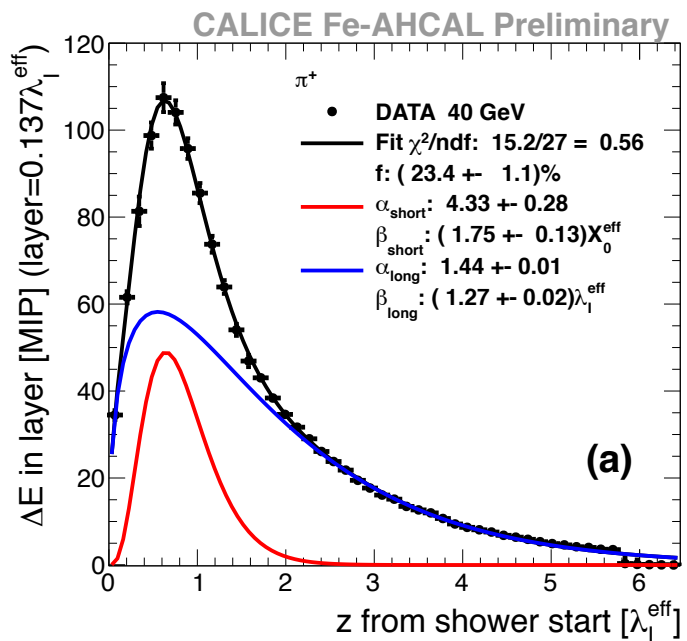 CALICE Fe-AHCAL Preliminary
π⁺
DATA 40 GeV
Fit χ²/ndf: 15.2/27 = 0.56
f: ( 23.4 +- 1.1)%
α_short: 4.33 +- 0.28
β_short: ( 1.75 +- 0.13)X₀^eff
α_long: 1.44 +- 0.01
β_long: ( 1.27 +- 0.02)λ_I^eff
(a)
ΔE in layer [MIP] (layer=0.137λ_I^eff)
120
100
80
60
40
20
0
0 1 2 3 4 5 6
z from shower start [λ_I^eff]